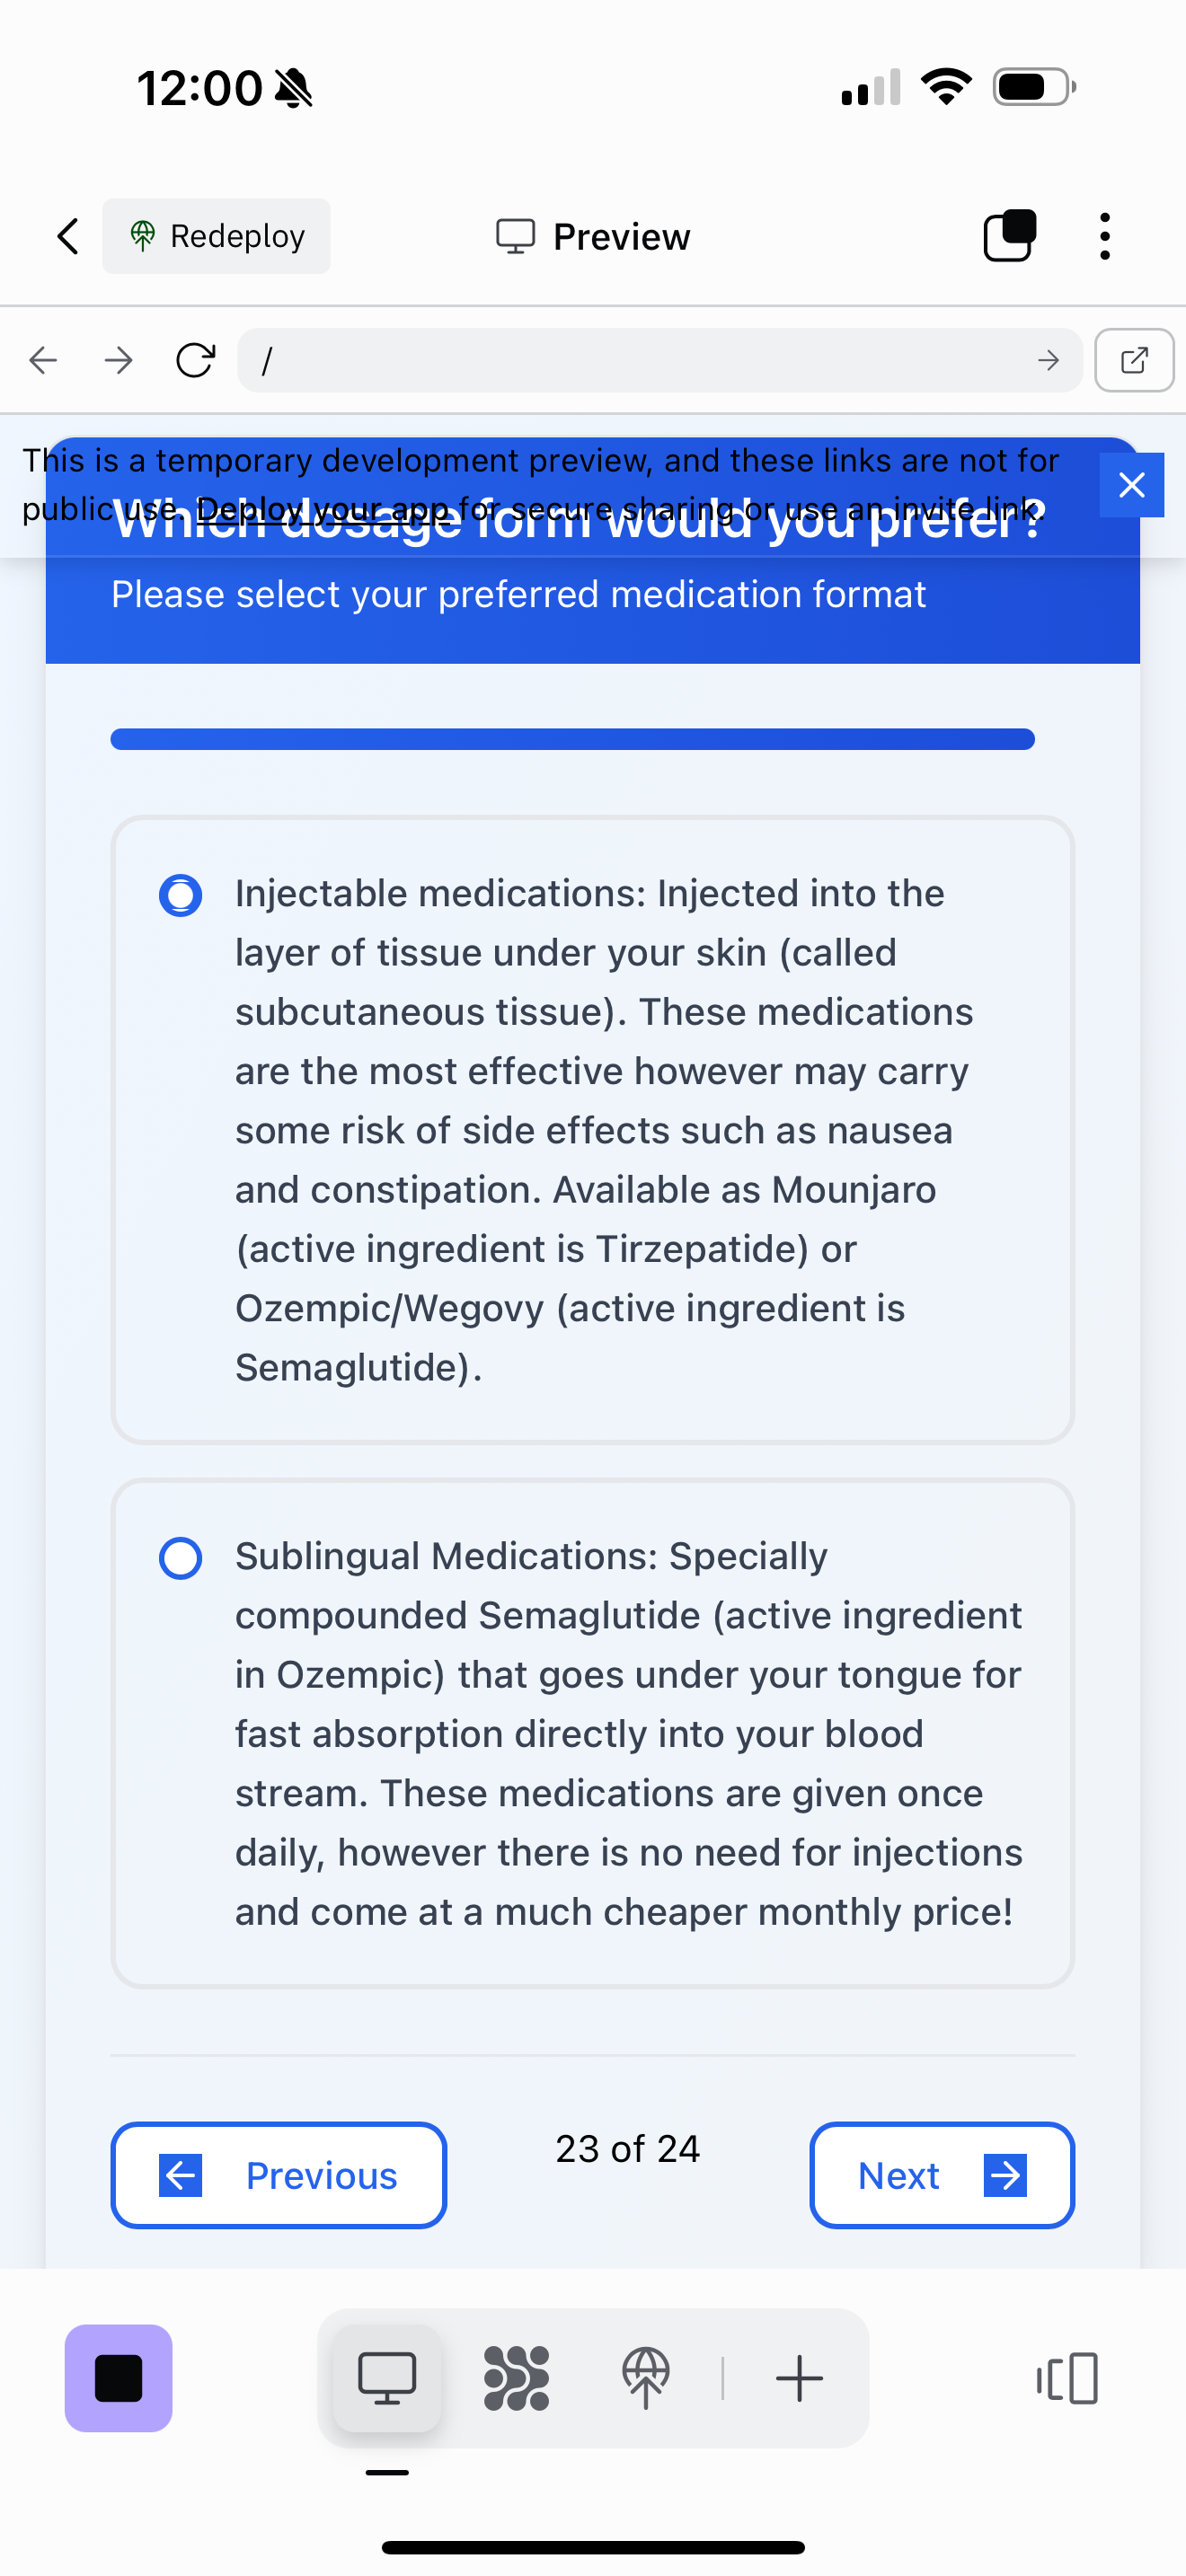 12:00
Redeploy
Preview
/
This is a temporary development preview, and these links are not for
public use. Deploy your app for secure sharing or use an invite link.
Which dosage form would you prefer?
Please select your preferred medication format
Injectable medications: Injected into the
layer of tissue under your skin (called
subcutaneous tissue). These medications
are the most effective however may carry
some risk of side effects such as nausea
and constipation. Available as Mounjaro
(active ingredient is Tirzepatide) or
Ozempic/Wegovy (active ingredient is
Semaglutide).
Sublingual Medications: Specially
compounded Semaglutide (active ingredient
in Ozempic) that goes under your tongue for
fast absorption directly into your blood
stream. These medications are given once
daily, however there is no need for injections
and come at a much cheaper monthly price!
Previous
23 of 24
Next